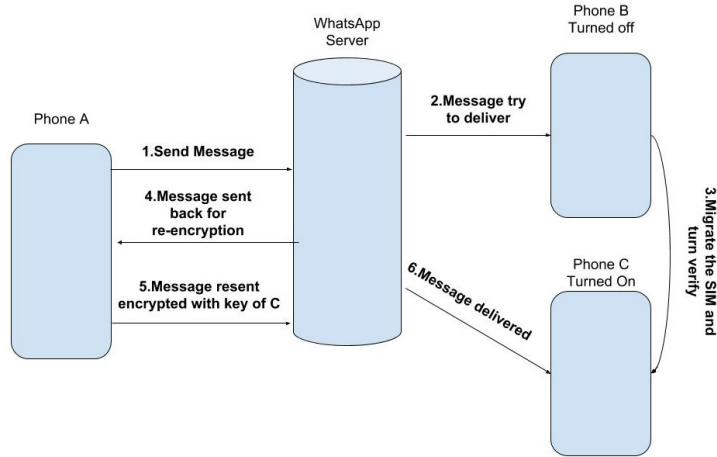 WhatsApp
Server
Phone B
Turned off
Phone A
1.Send Message
2.Message try
to deliver
3.Migrate the SIM and
turn verify
4.Message sent
back for
re-encryption
5.Message resent
encrypted with key of C
6.Message delivered
Phone C
Turned On